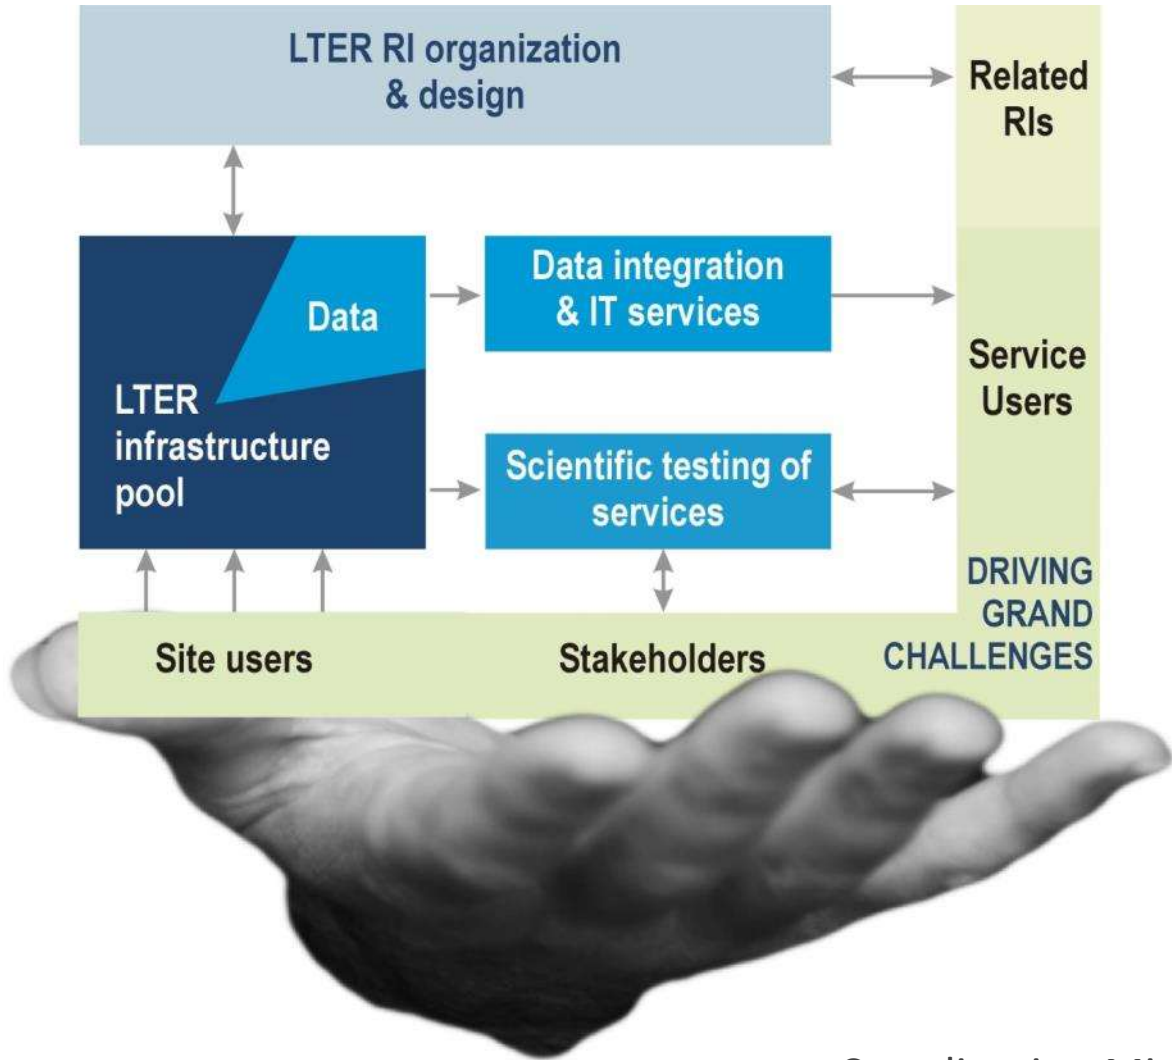 LTER RI organization
& design
Related
RIs
Data
LTER
infrastructure
pool
Data integration
& IT services
Scientific testing of
services
Service
Users
DRIVING
GRAND
CHALLENGES
Site users
Stakeholders